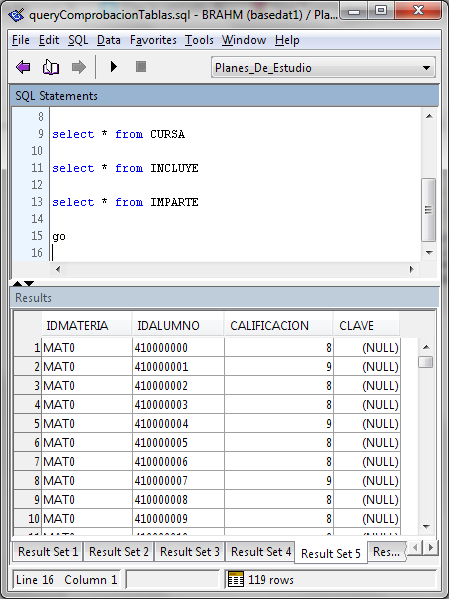 queryComprobacionTablas.sql - BRAHM (basedat1) / Pla...
File Edit SQL Data Favorites Tools Window Help
Planes_De_Estudio
SQL Statements
8
9 select * from CURSA
10
11 select * from INCLUYE
12
13 select * from IMPARTE
14
15 go
16
Results
IDMATERIA IDALUMNO CALIFICACION CLAVE
1 MAT0 410000000 8 (NULL)
2 MAT0 410000001 9 (NULL)
3 MAT0 410000002 8 (NULL)
4 MAT0 410000003 8 (NULL)
5 MAT0 410000004 9 (NULL)
6 MAT0 410000005 8 (NULL)
7 MAT0 410000006 8 (NULL)
8 MAT0 410000007 9 (NULL)
9 MAT0 410000008 8 (NULL)
10 MAT0 410000009 8 (NULL)
Result Set 1 Result Set 2 Result Set 3 Result Set 4 Result Set 5 Res...
Line 16 Column 1 119 rows